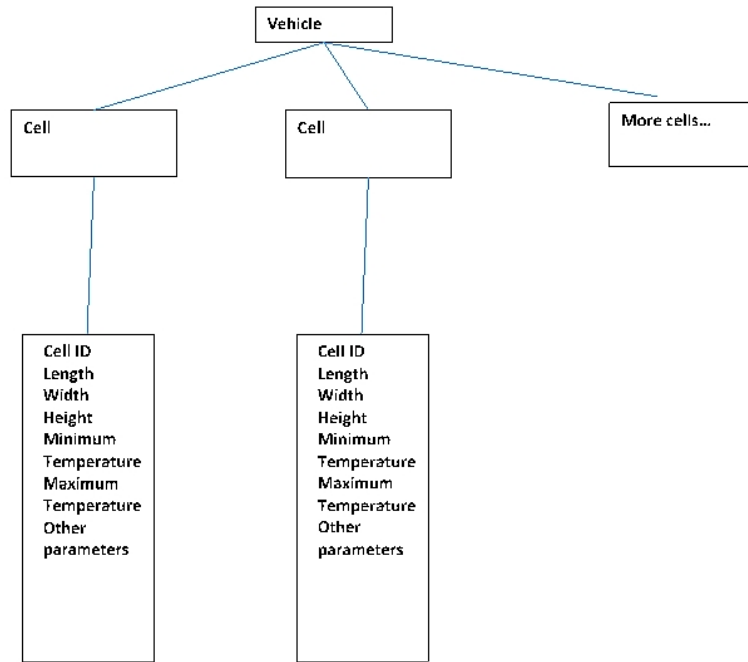 Vehicle
Cell
Cell
More cells...
Cell ID
Length
Width
Height
Minimum
Temperature
Maximum
Temperature
Other
parameters
Cell ID
Length
Width
Height
Minimum
Temperature
Maximum
Temperature
Other
parameters